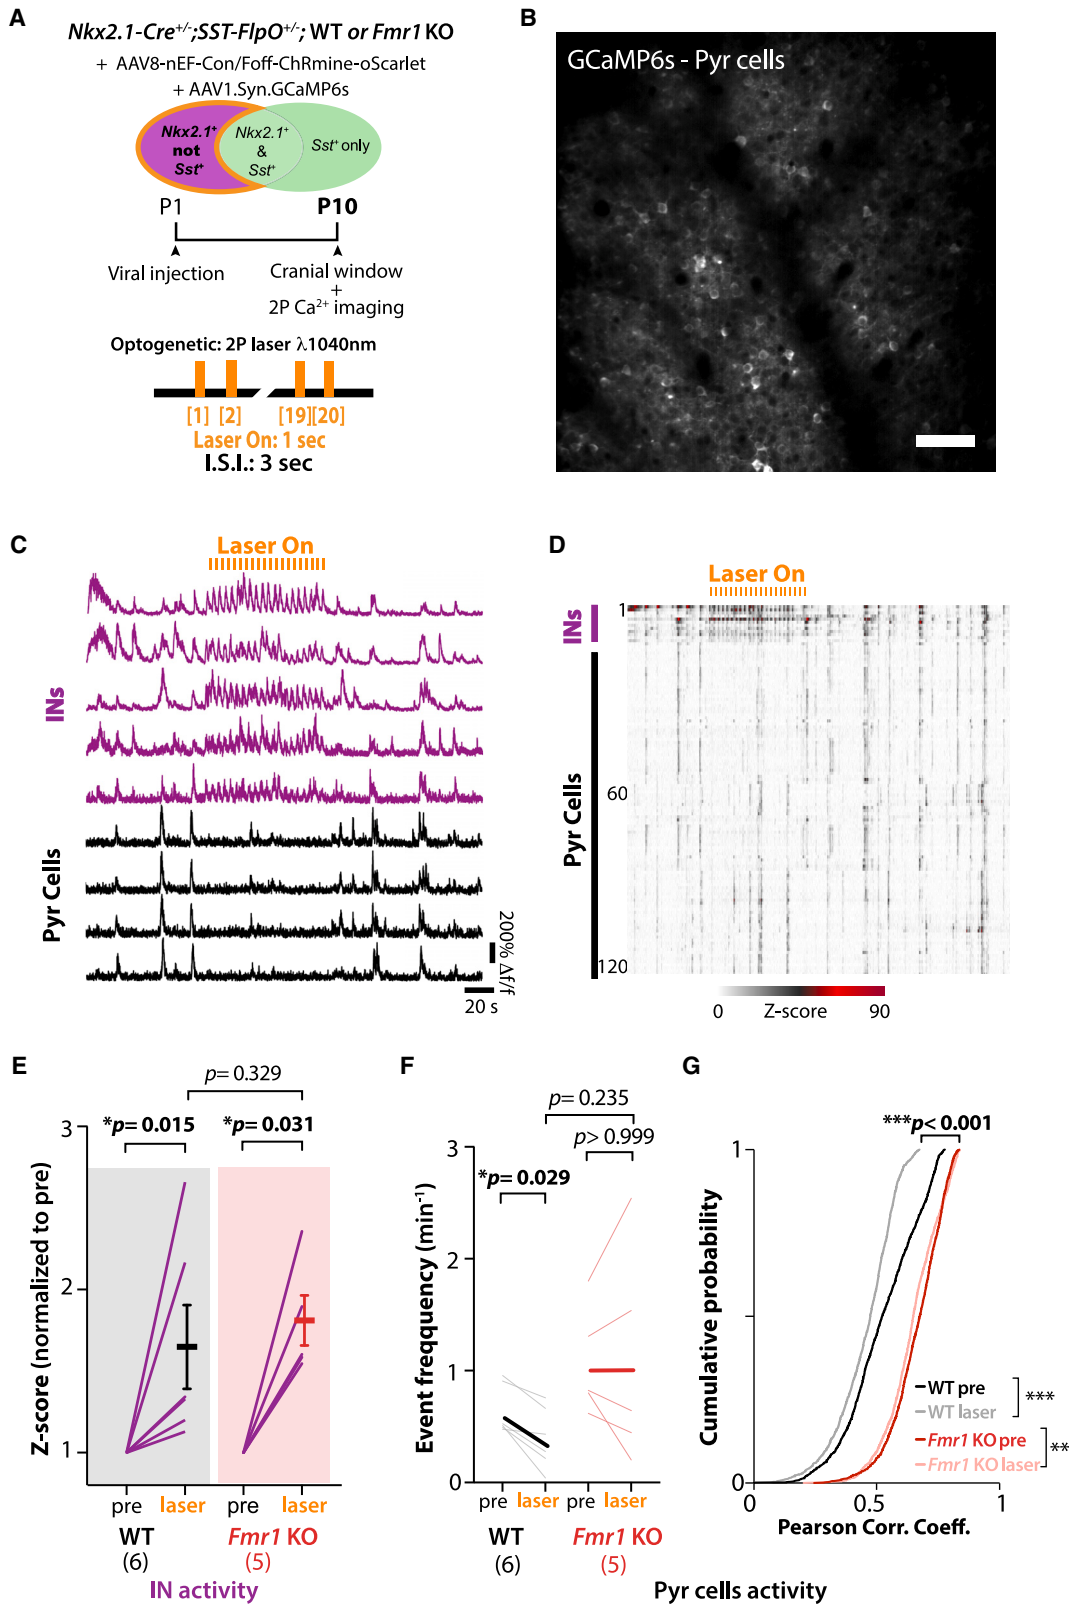 A
Nkx2.1-Cre+/-;SST-FlpO+/-; WT or Fmr1 KO
+ AAV8-nEF-Con/Foff-ChRmine-oScarlet
+ AAV1.Syn.GCaMP6s
Nkx2.1+
not
Sst+
Nkx2.1+
&
Sst+
Sst+ only
P1
P10
Viral injection
Cranial window
+
2P Ca2+ imaging
Optogenetic: 2P laser λ1040nm
[1] [2] [19][20]
Laser On: 1 sec
I.S.I.: 3 sec
B
GCaMP6s - Pyr cells
C
Laser On
INs
Pyr Cells
200% Δf/f
20 s
D
Laser On
INs
Pyr Cells
1
60
120
0 Z-score 90
E
p= 0.329
*p= 0.015
*p= 0.031
Z-score (normalized to pre)
3
2
1
pre laser pre laser
WT Fmr1 KO
(6) (5)
IN activity
F
p= 0.235
p> 0.999
*p= 0.029
Event freqquency (min-1)
3
2
1
0
pre laser pre laser
WT Fmr1 KO
(6) (5)
Pyr cells activity
G
***p< 0.001
Cumulative probability
1
0
WT pre
WT laser
***
Fmr1 KO pre
Fmr1 KO laser
**
0 0.5 1
Pearson Corr. Coeff.